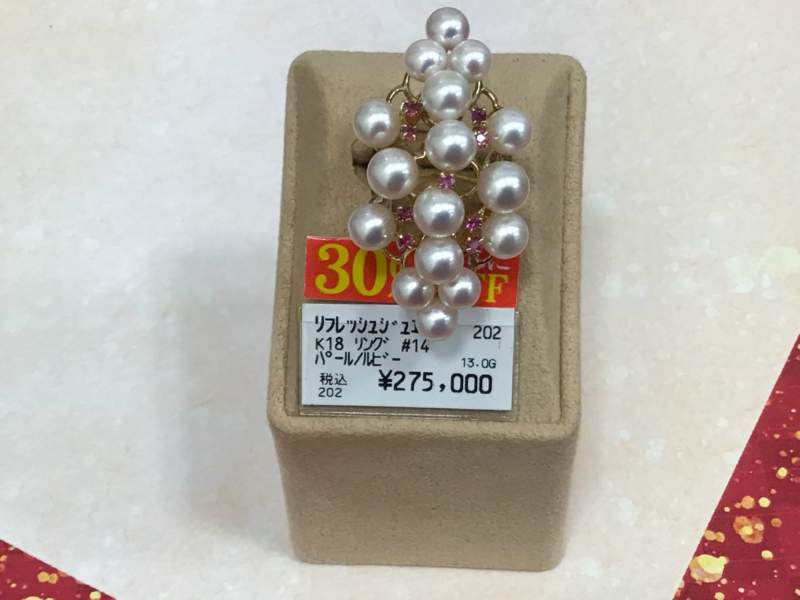 30% OFF
リフレッシュジュエ 202
K18 リング #14
パール/ルビー 13.0G
税込 ¥275,000
202